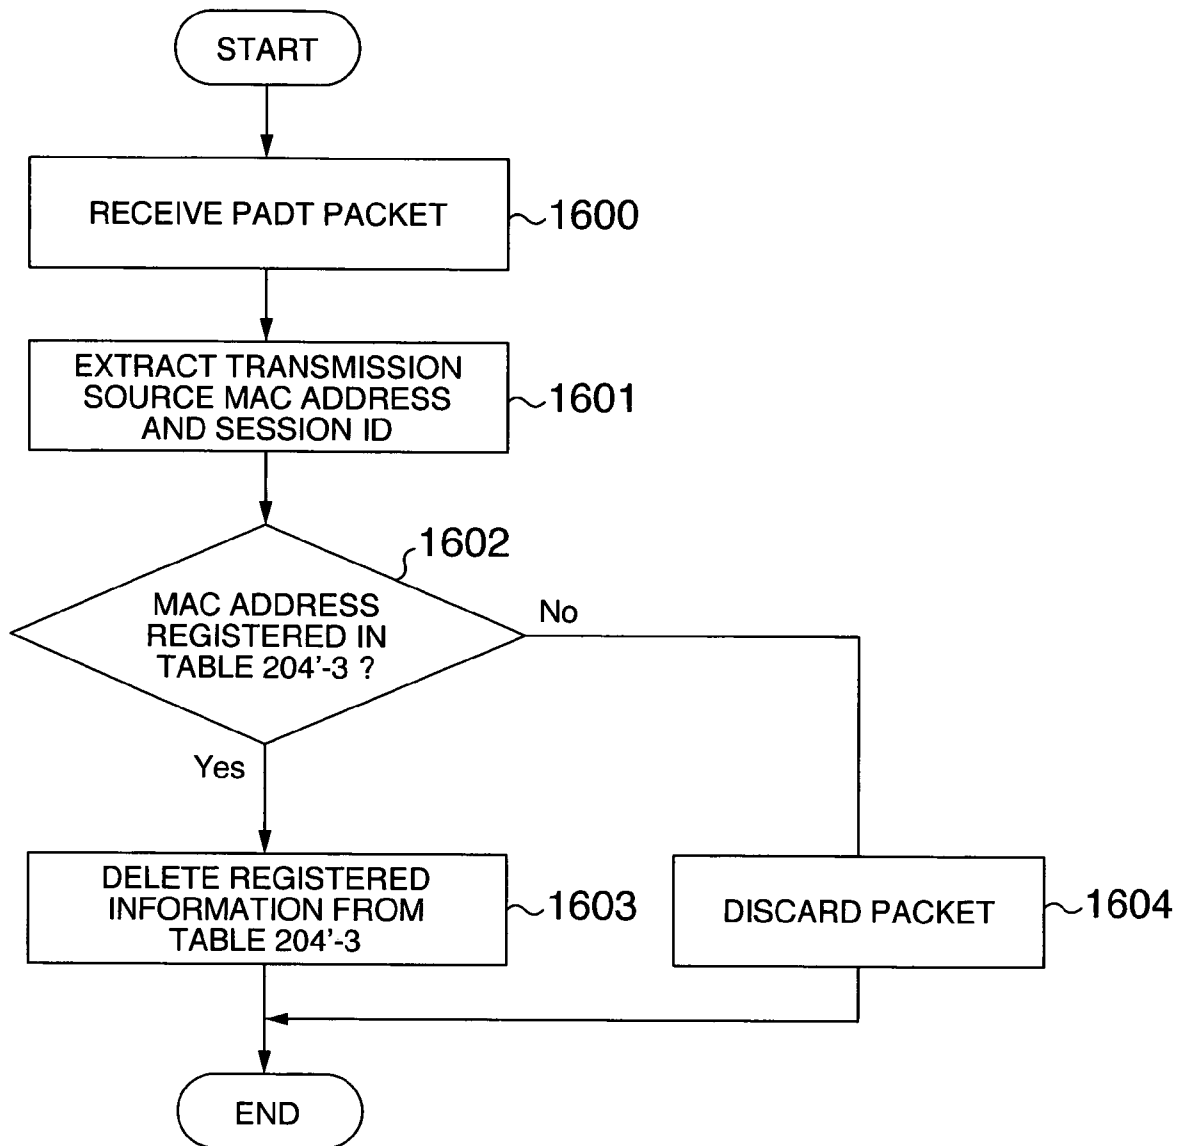 START
RECEIVE PADT PACKET
1600
EXTRACT TRANSMISSION
SOURCE MAC ADDRESS
AND SESSION ID
1601
1602
MAC ADDRESS
REGISTERED IN
TABLE 204'-3 ?
No
Yes
DELETE REGISTERED
INFORMATION FROM
TABLE 204'-3
1603
DISCARD PACKET
1604
END